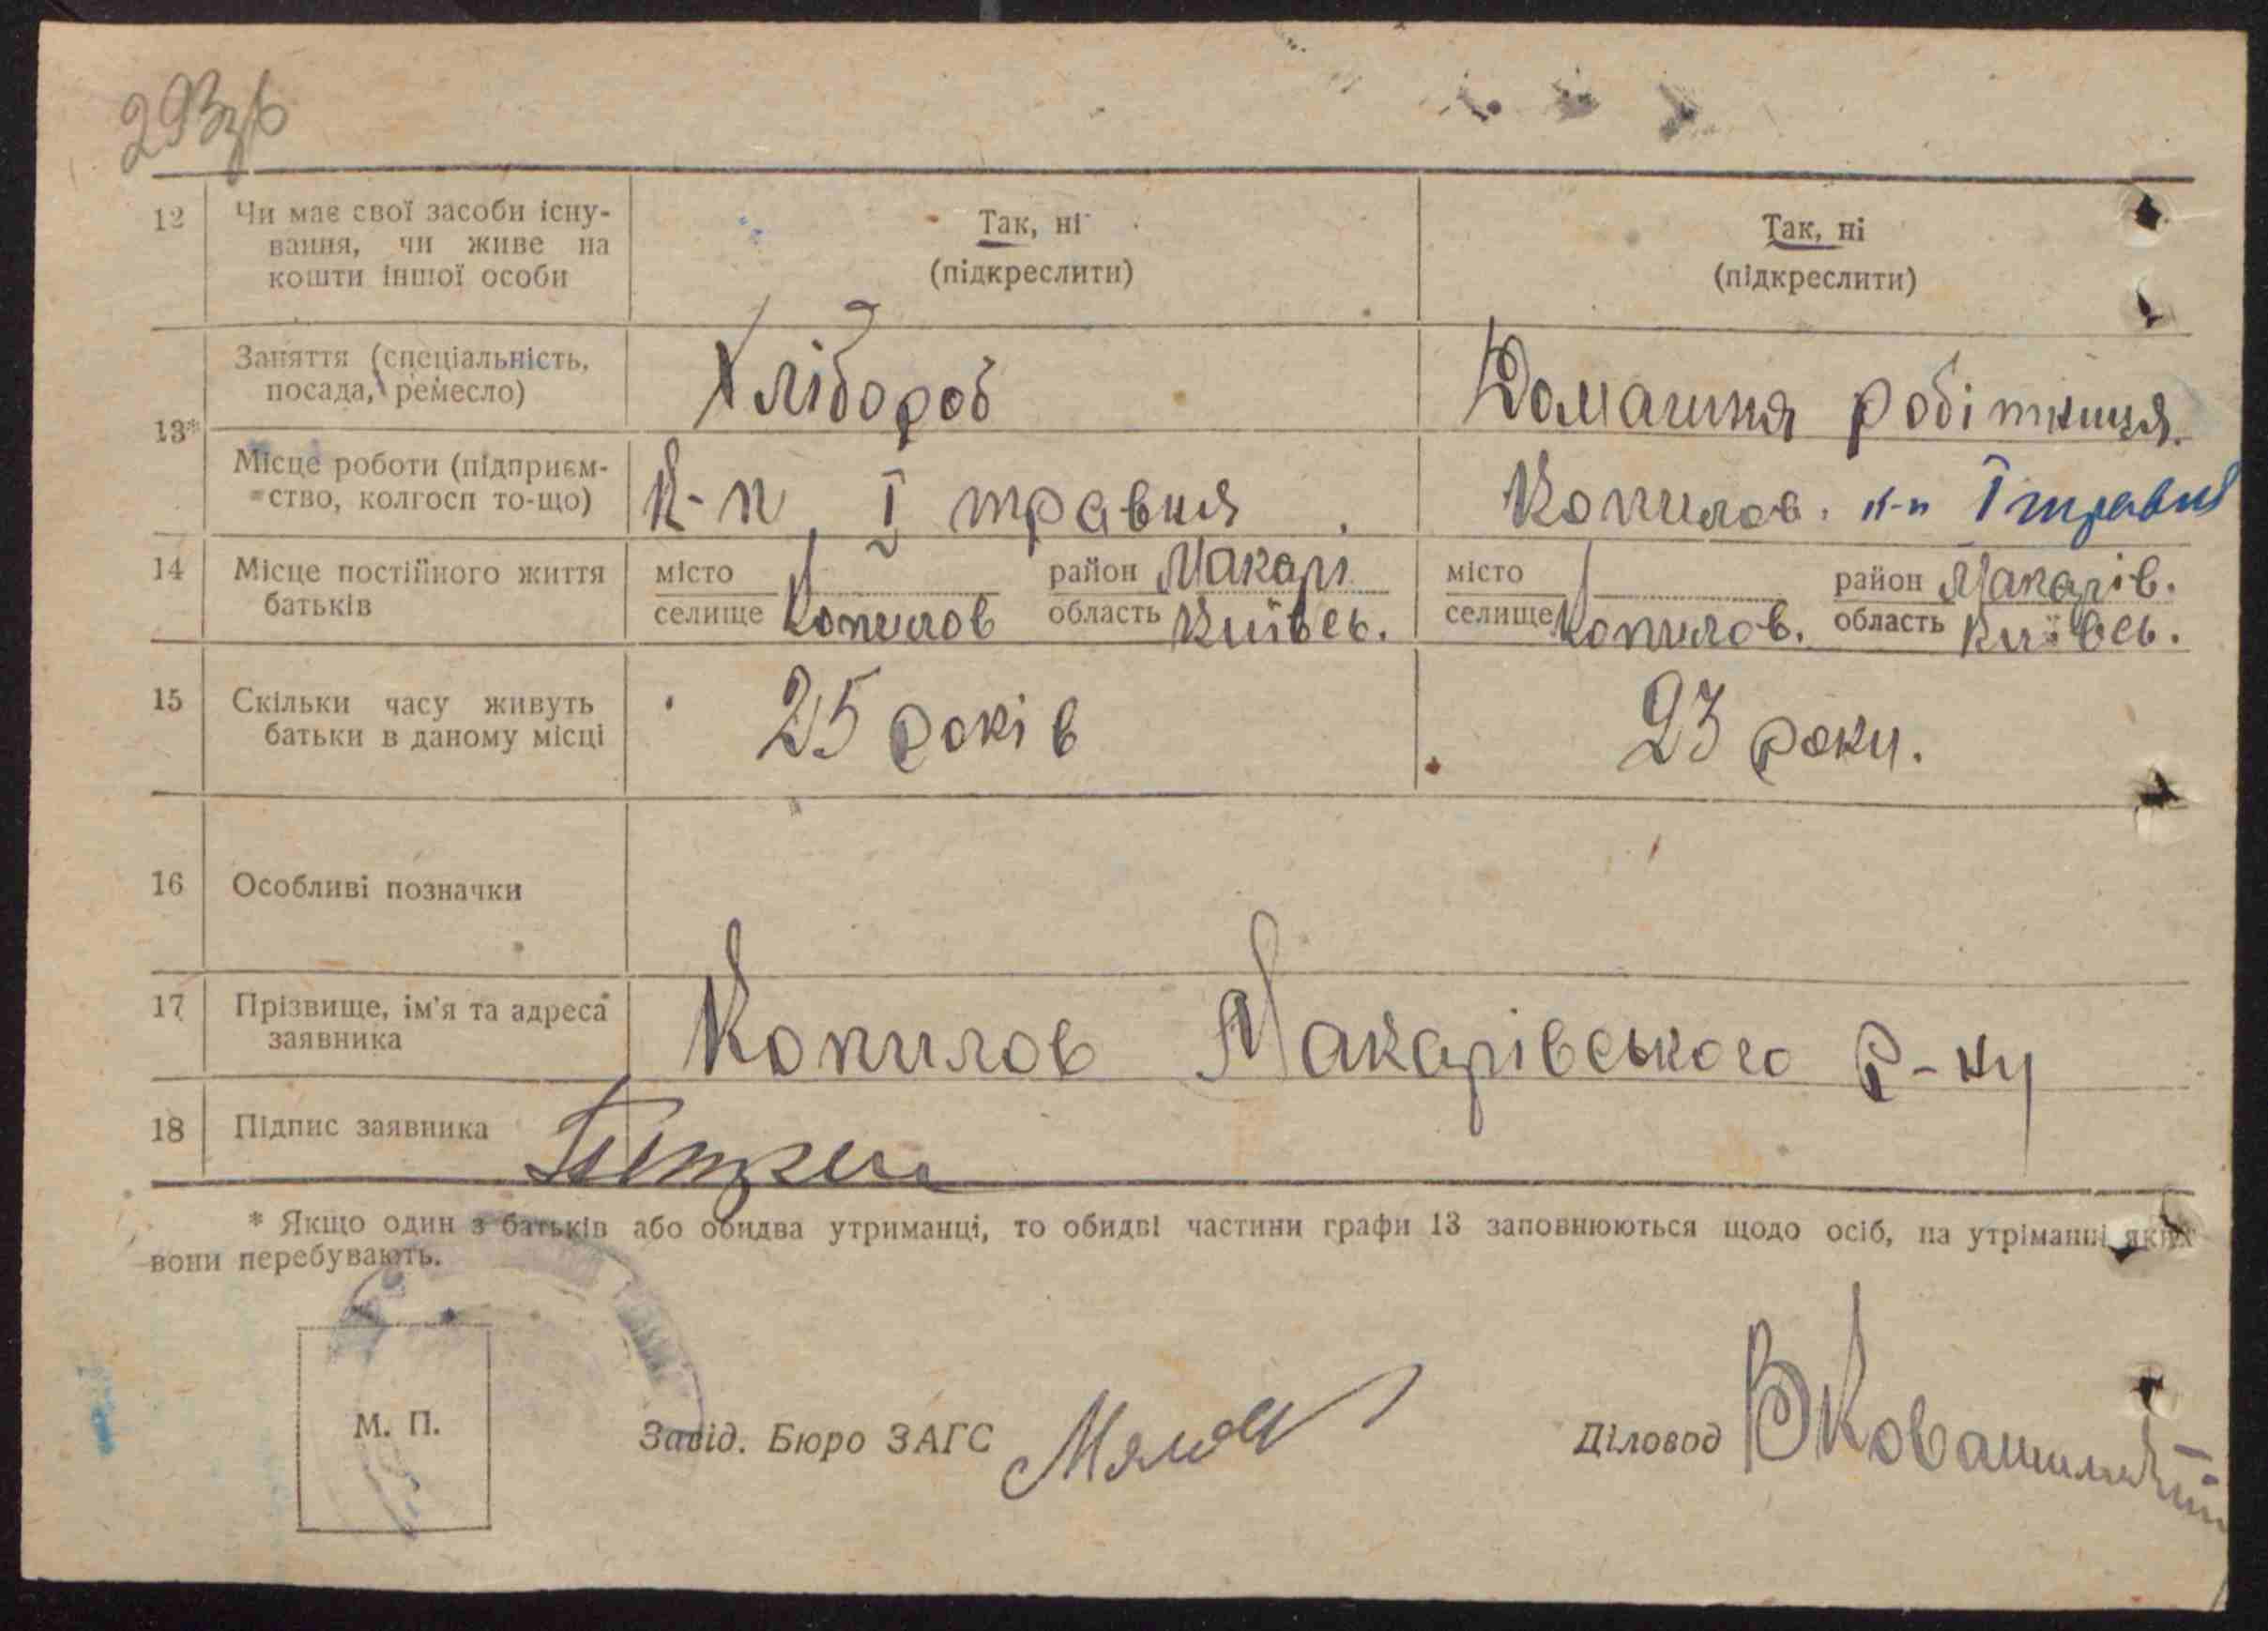 293зв
12 Чи має свої засоби існу- Так, ні Так, ні
вання, чи живе на
кошти іншої особи (підкреслити) (підкреслити)
13* Заняття (спеціальність, Хлібороб Домашня робітниця.
посада, ремесло)
Місце роботи (підприєм- К-п I травня Копилов. к-п I травня
ство, колгосп то-що)
14 Місце постійного життя місто район Макарі місто район Макарів.
батьків селище Копилов область Київсь. селище Копилов. область Київсь.
15 Скільки часу живуть 25 років 23 роки.
батьки в даному місці
16 Особливі позначки
17 Прізвище, ім'я та адреса Копилов Макарівського р-ну
заявника
18 Підпис заявника
* Якщо один з батьків або обидва утриманці, то обидві частини графи 13 заповнюються щодо осіб, на утріманні яких
вони перебувають.
М. П.
Завід. Бюро ЗАГС
Діловод